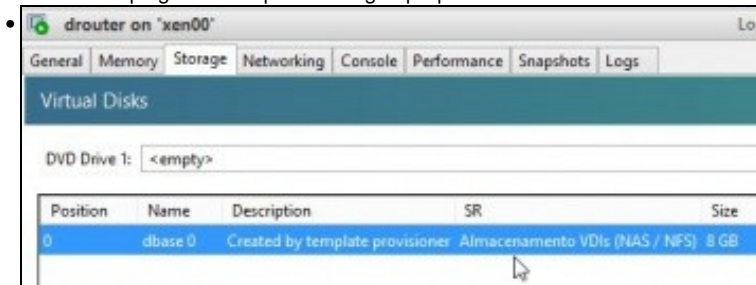 drouter on 'xen00'
Lo
General Memory Storage Networking Console Performance Snapshots Logs
Virtual Disks
DVD Drive 1: <empty>
Position Name Description SR Size
0 dbase 0 Created by template provisioner Almacenamento VDIs (NAS / NFS) 8 GB